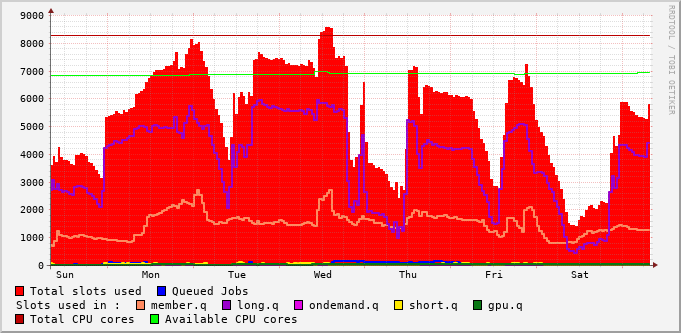 9000
8000
7000
6000
5000
4000
3000
2000
1000
0
Sun Mon Tue Wed Thu Fri Sat
Total slots used Queued Jobs
Slots used in : member.q long.q ondemand.q short.q gpu.q
Total CPU cores Available CPU cores
RRDTOOL / TOBI OETIKER